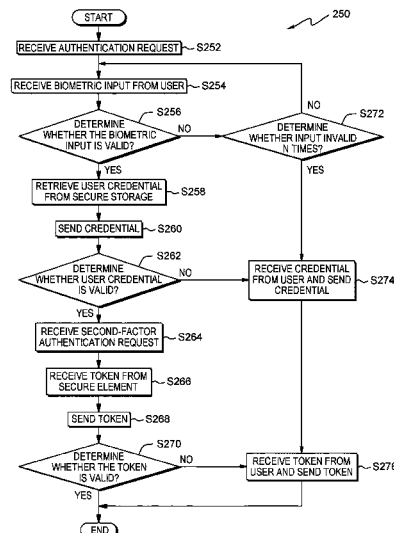 START
250
RECEIVE AUTHENTICATION REQUEST
S252
RECEIVE BIOMETRIC INPUT FROM USER
S254
S256
DETERMINE
WHETHER THE BIOMETRIC
INPUT IS VALID?
NO
YES
S272
NO
DETERMINE
WHETHER INPUT INVALID
N TIMES?
YES
RETRIEVE USER CREDENTIAL
FROM SECURE STORAGE
S258
SEND CREDENTIAL
S260
S262
DETERMINE
WHETHER USER CREDENTIAL
IS VALID?
NO
YES
RECEIVE CREDENTIAL
FROM USER AND SEND
CREDENTIAL
S274
RECEIVE SECOND-FACTOR
AUTHENTICATION REQUEST
S264
RECEIVE TOKEN FROM
SECURE ELEMENT
S266
SEND TOKEN
S268
S270
DETERMINE
WHETHER THE TOKEN
IS VALID?
NO
YES
RECEIVE TOKEN FROM
USER AND SEND TOKEN
S276
END